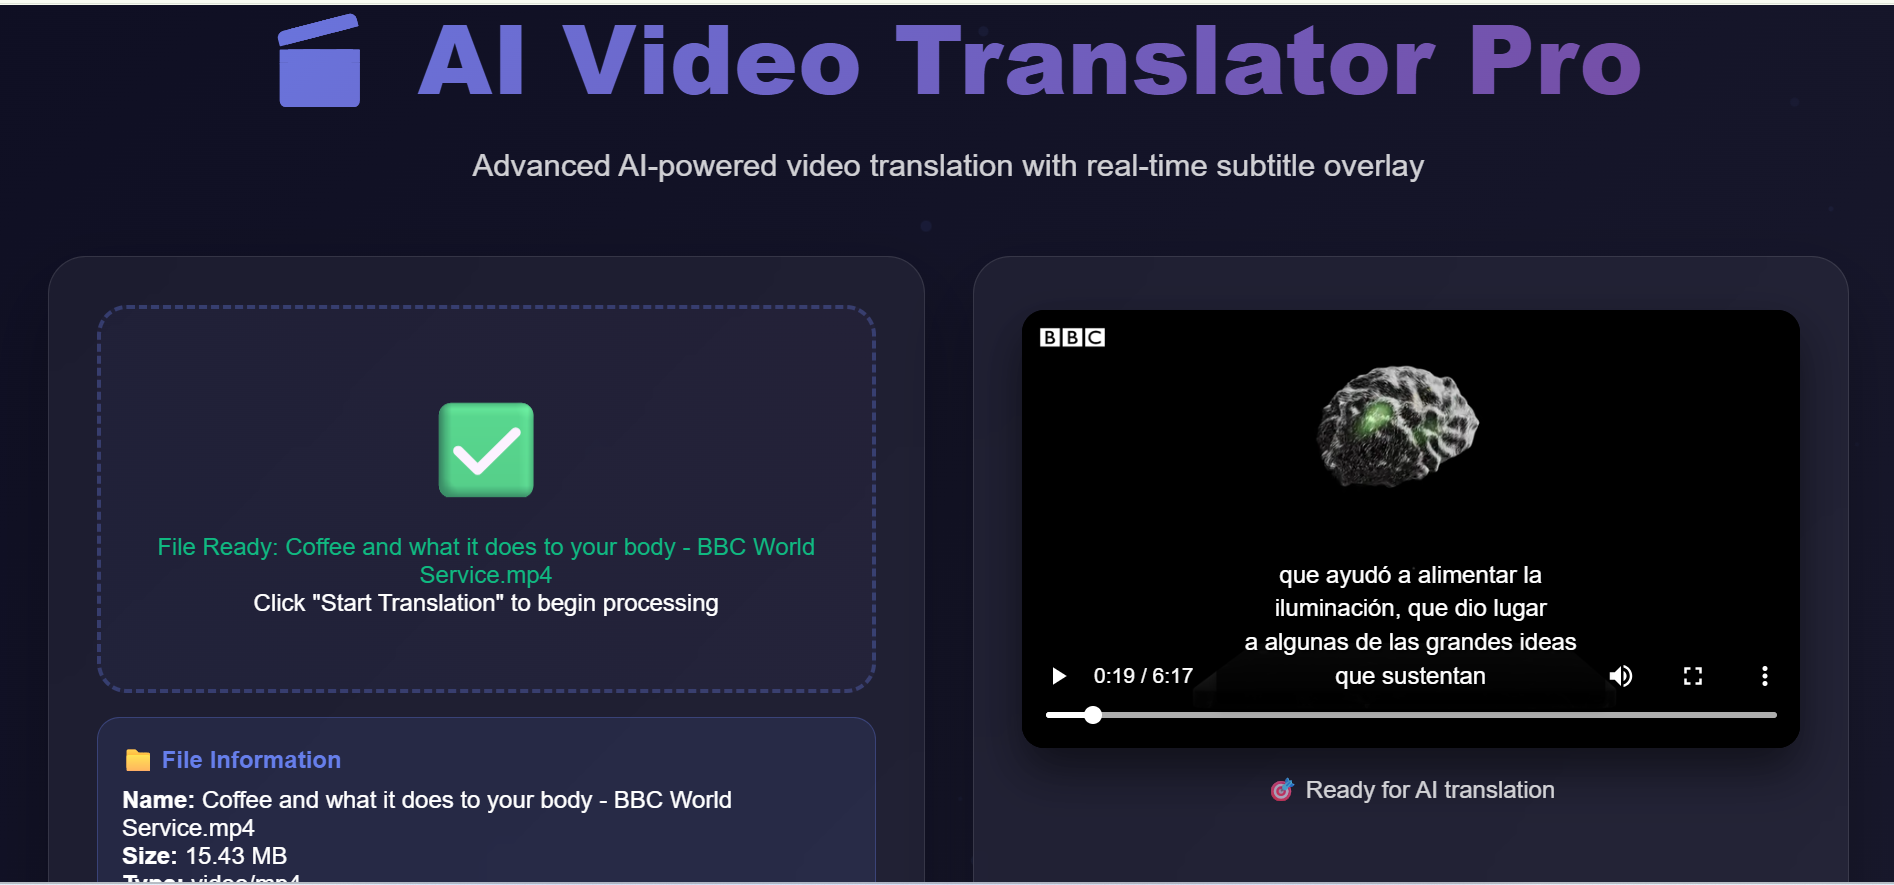 AI Video Translator Pro
Advanced AI-powered video translation with real-time subtitle overlay
File Ready: Coffee and what it does to your body - BBC World
Service.mp4
Click "Start Translation" to begin processing
File Information
Name: Coffee and what it does to your body - BBC World
Service.mp4
Size: 15.43 MB
Type: video/mp4
BBC
que ayudó a alimentar la
iluminación, que dio lugar
a algunas de las grandes ideas
que sustentan
0:19 / 6:17
Ready for AI translation